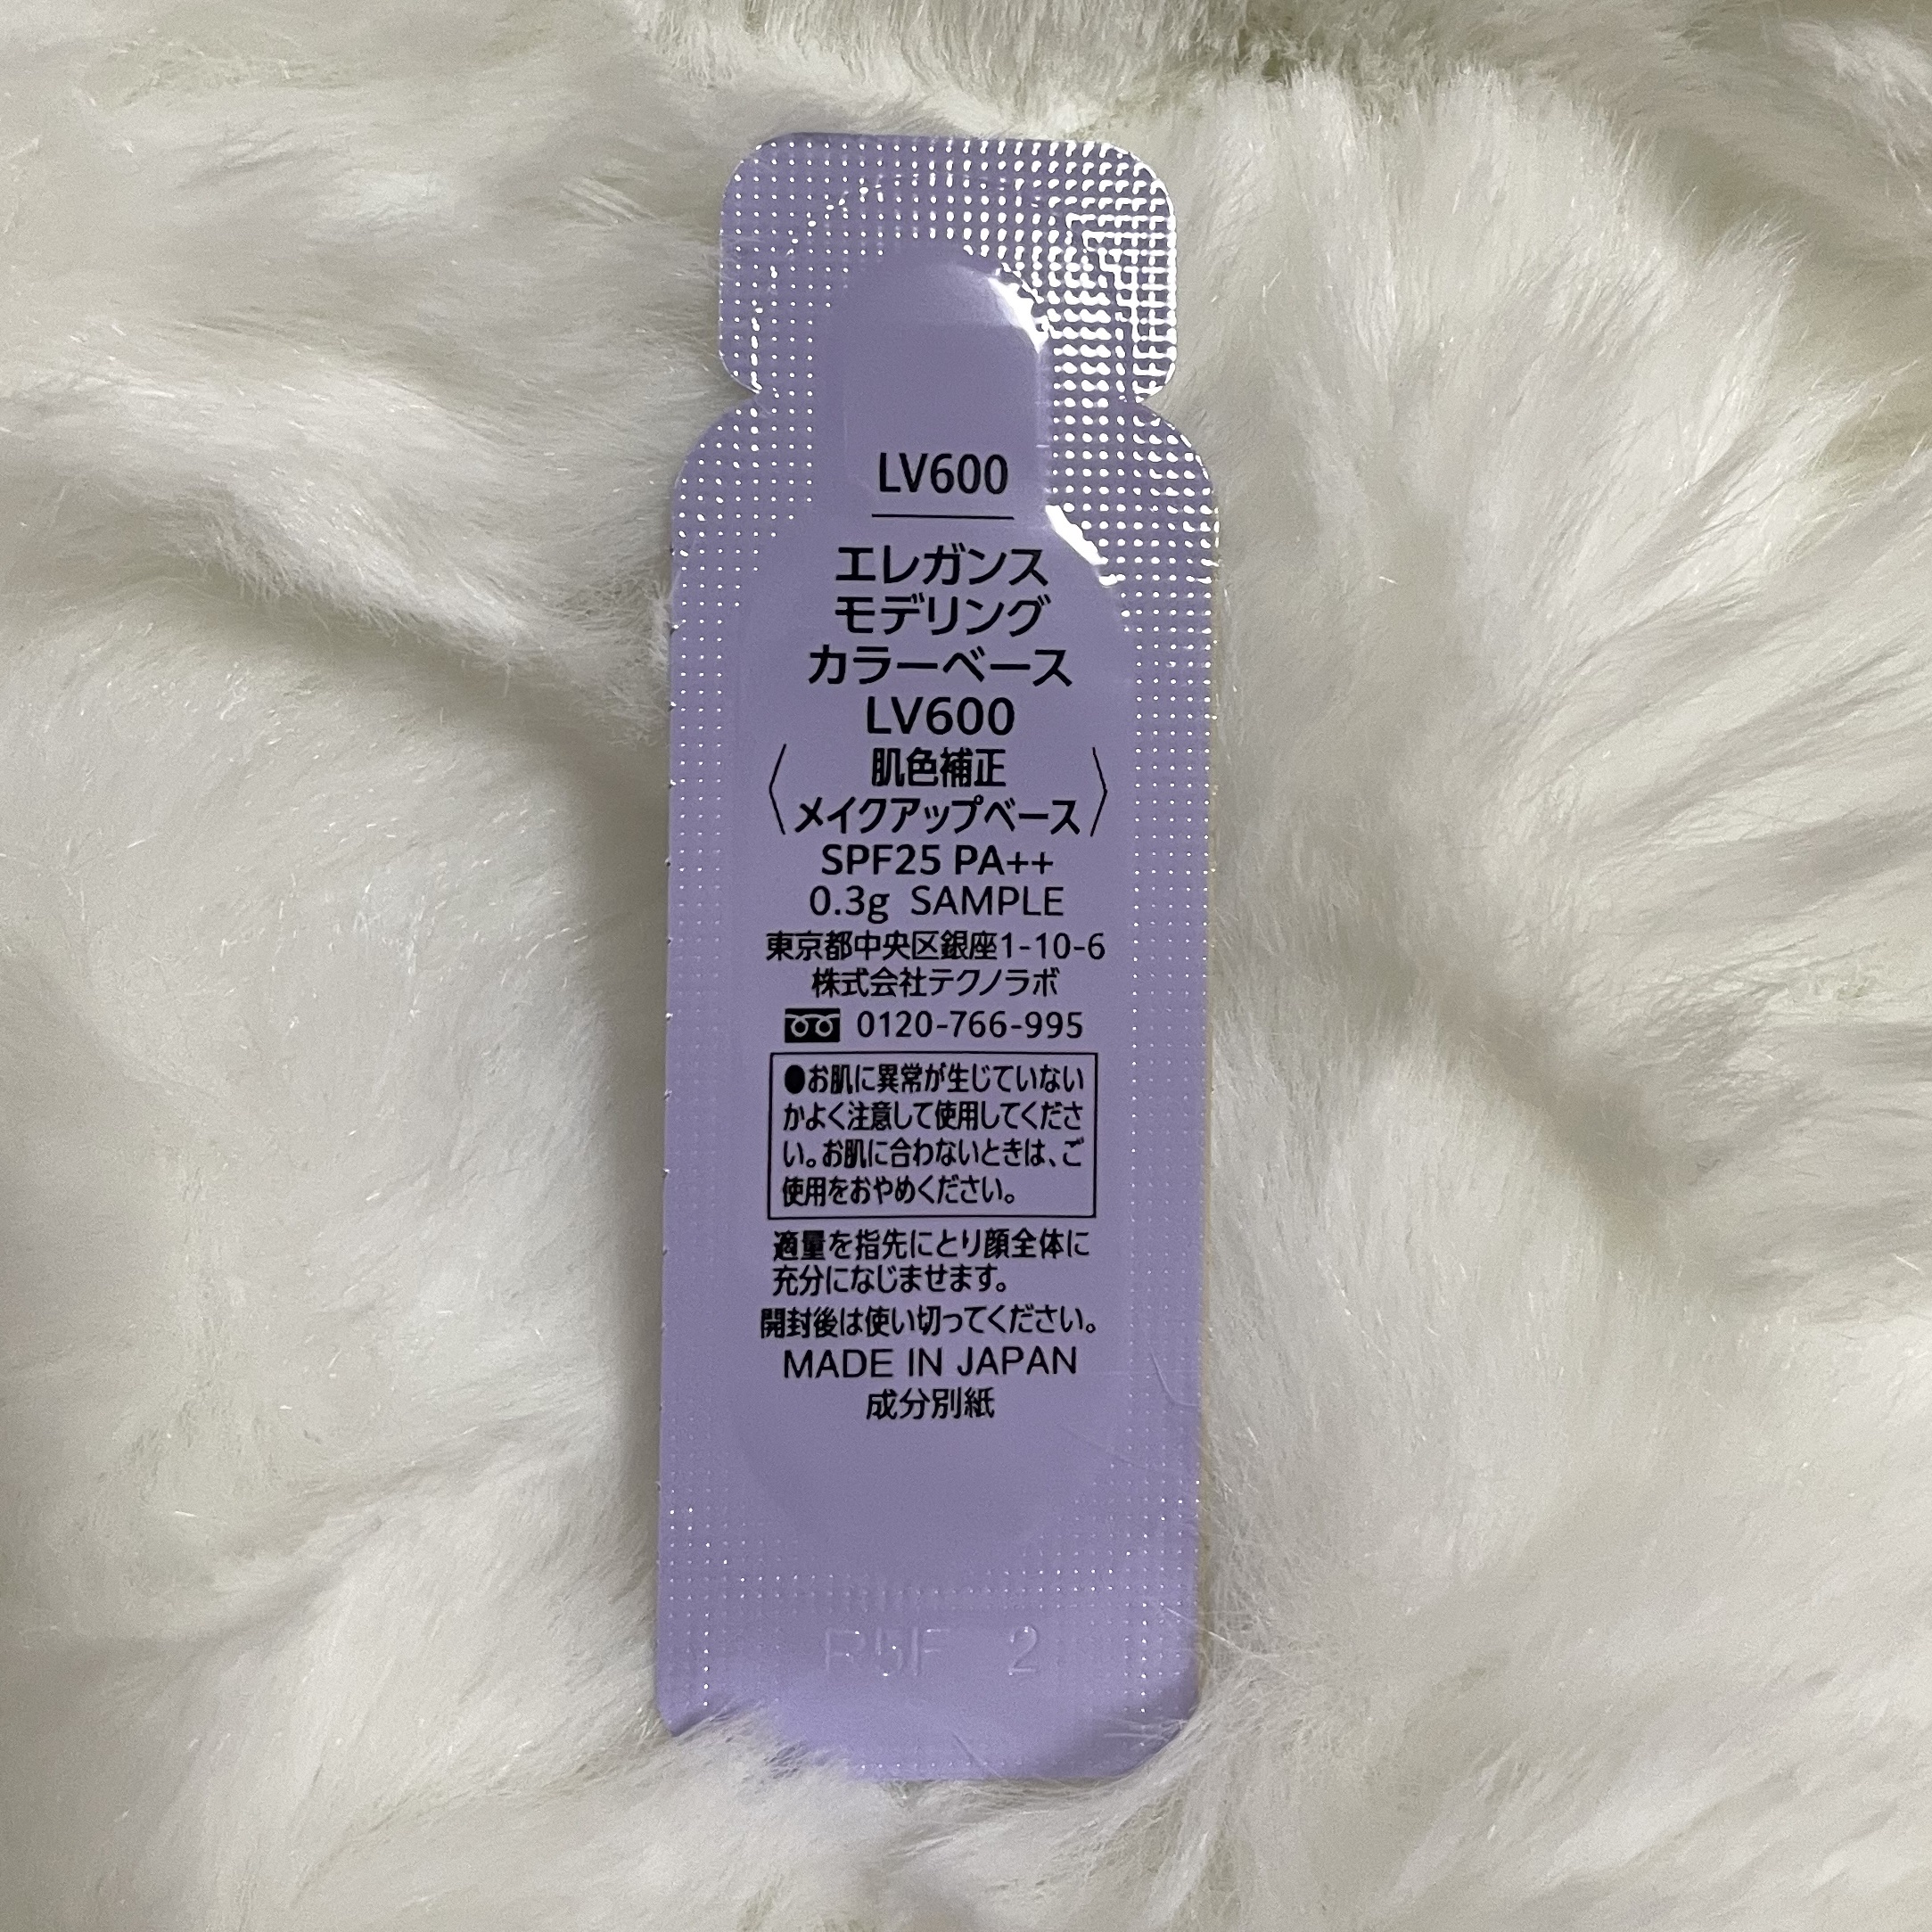 LV600
エレガンス
モデリング
カラーベース
LV600
〈肌色補正
メイクアップベース〉
SPF25 PA++
0.3g SAMPLE
東京都中央区銀座1-10-6
株式会社テクノラボ
0120-766-995
●お肌に異常が生じていない
かよく注意して使用してくださ
い。お肌に合わないときは、ご
使用をおやめください。
適量を指先にとり顔全体に
充分になじませます。
開封後は使い切ってください。
MADE IN JAPAN
成分別紙